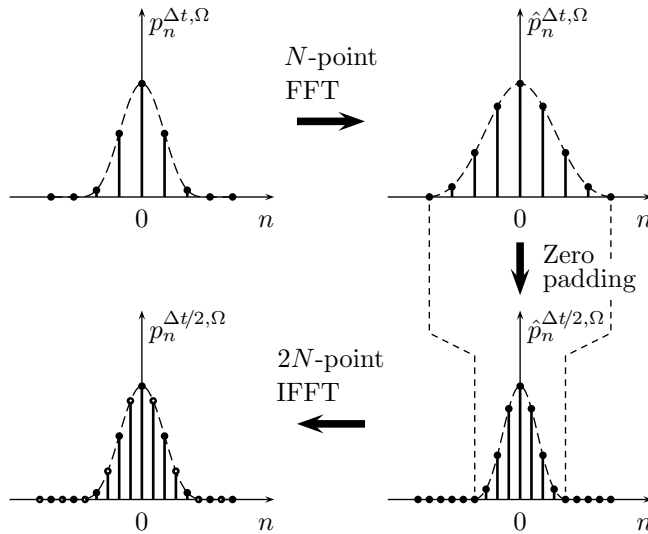 p_n^{Δt,Ω}
N-point
FFT
p̂_n^{Δt,Ω}
0
n
0
n
Zero
padding
p_n^{Δt/2,Ω}
2N-point
IFFT
p̂_n^{Δt/2,Ω}
0
n
0
n